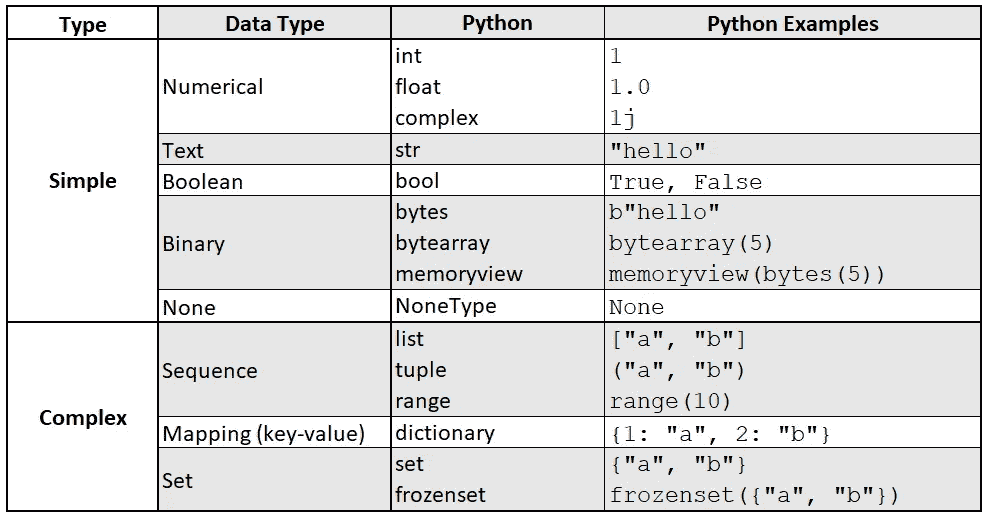 Type Data Type Python Python Examples
Simple
Numerical
int 1
float 1.0
complex 1j
Text str "hello"
Boolean bool True, False
Binary
bytes b"hello"
bytearray bytearray(5)
memoryview memoryview(bytes(5))
None NoneType None
Complex
Sequence
list ["a", "b"]
tuple ("a", "b")
range range(10)
Mapping (key-value) dictionary {1: "a", 2: "b"}
Set
set {"a", "b"}
frozenset frozenset({"a", "b"})